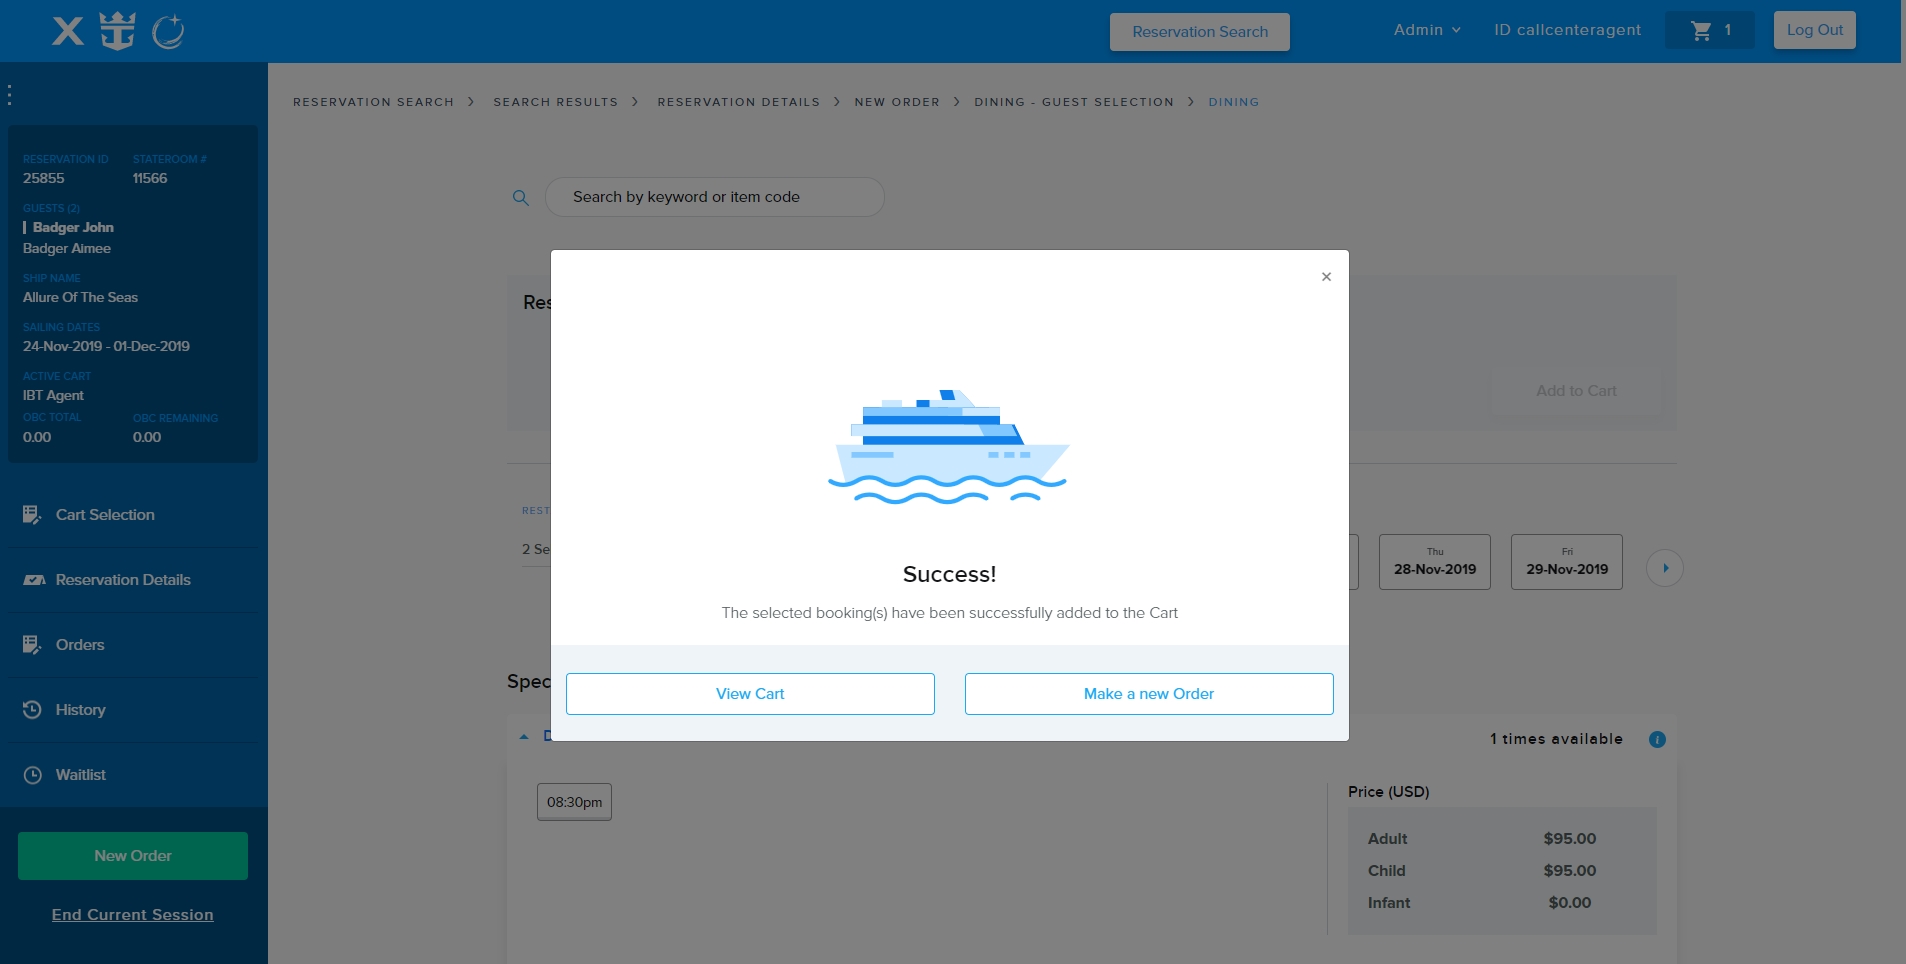 Reservation Search
Admin
ID callcenteragent
1
Log Out
RESERVATION SEARCH > SEARCH RESULTS > RESERVATION DETAILS > NEW ORDER > DINING - GUEST SELECTION > DINING
RESERVATION ID STATEROOM #
25855 11566
GUESTS (2)
Badger John
Badger Aimee
SHIP NAME
Allure Of The Seas
SAILING DATES
24-Nov-2019 - 01-Dec-2019
ACTIVE CART
IBT Agent
OBC TOTAL OBC REMAINING
0.00 0.00
Cart Selection
Reservation Details
Orders
History
Waitlist
New Order
End Current Session
Search by keyword or item code
Add to Cart
Thu
28-Nov-2019
Fri
29-Nov-2019
×
Success!
The selected booking(s) have been successfully added to the Cart
View Cart
Make a new Order
1 times available
08:30pm
Price (USD)
Adult $95.00
Child $95.00
Infant $0.00